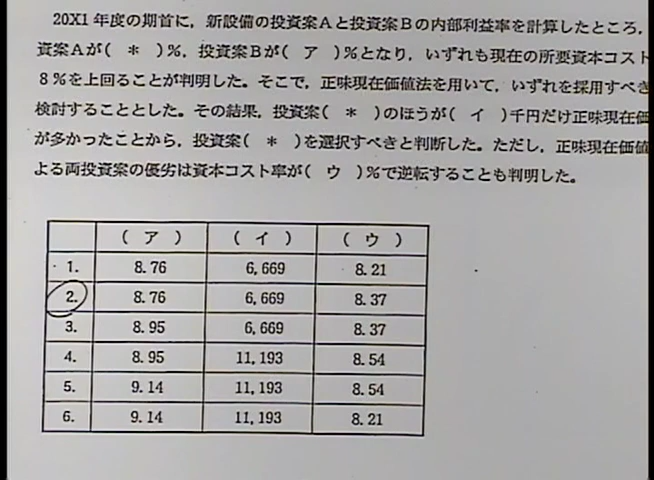 20X1年度の期首に，新設備の投資案Aと投資案Bの内部利益率を計算したところ，
資案Aが（ ＊ ）%，投資案Bが（ ア ）%となり，いずれも現在の所要資本コスト
8%を上回ることが判明した。そこで，正味現在価値法を用いて，いずれを採用すべき
検討することとした。その結果，投資案（ ＊ ）のほうが（ イ ）千円だけ正味現在価
が多かったことから，投資案（ ＊ ）を選択すべきと判断した。ただし，正味現在価値
よる両投資案の優劣は資本コスト率が（ ウ ）%で逆転することも判明した。
（ ア ） （ イ ） （ ウ ）
1. 8.76 6,669 8.21
2. 8.76 6,669 8.37
3. 8.95 6,669 8.37
4. 8.95 11,193 8.54
5. 9.14 11,193 8.54
6. 9.14 11,193 8.21